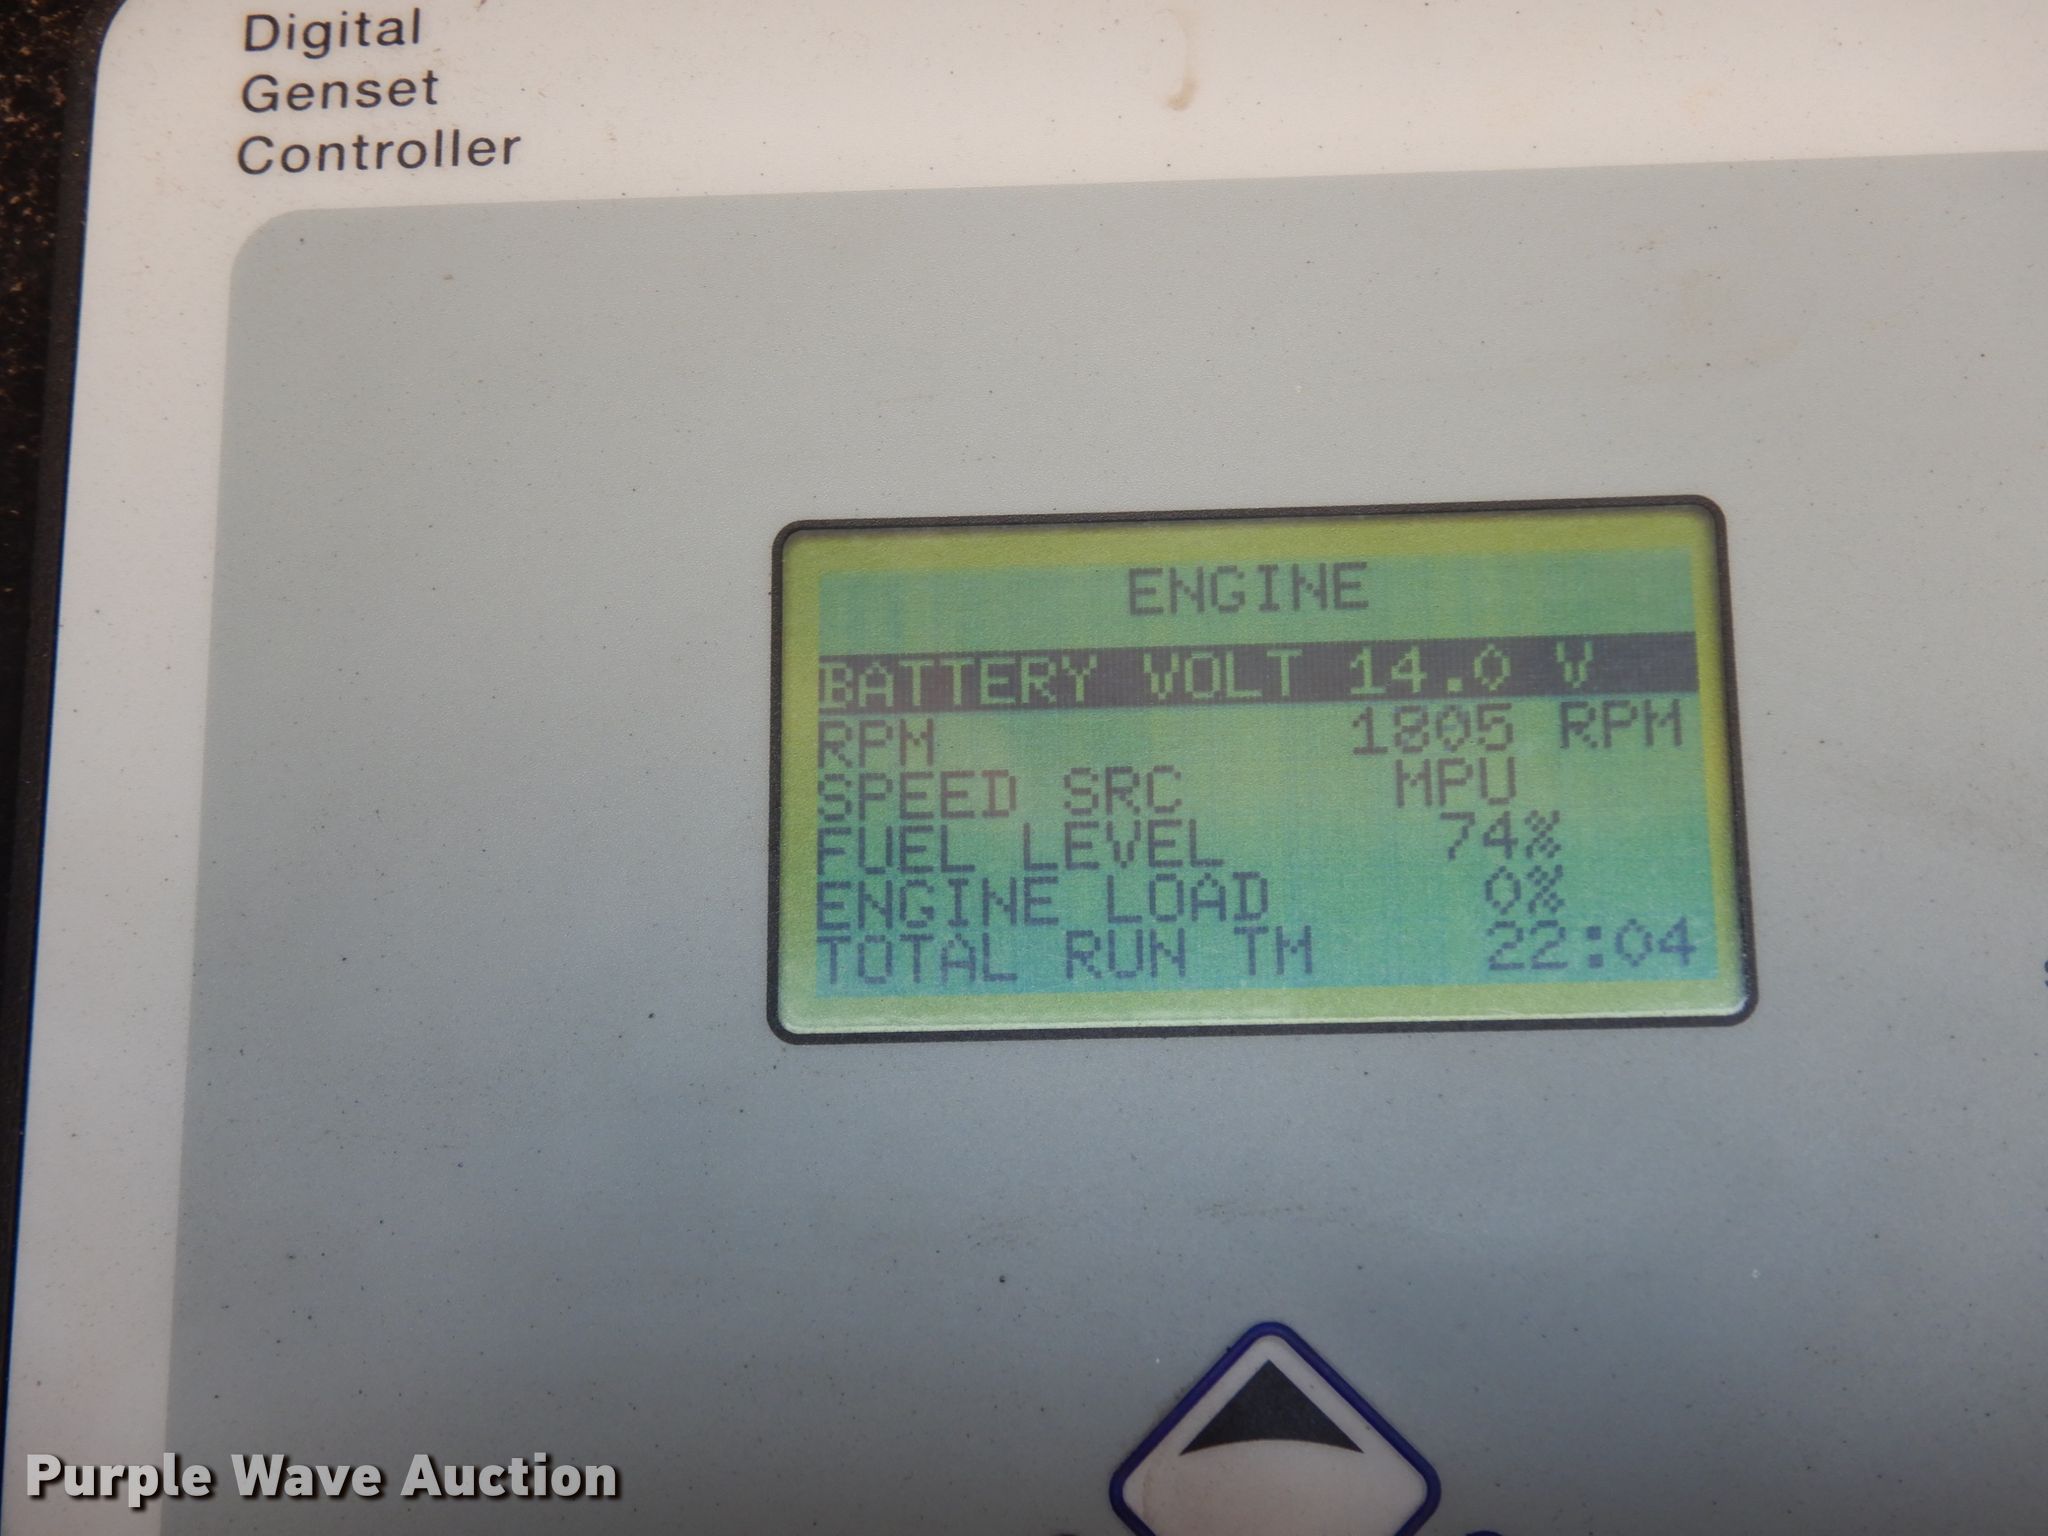 Digital
Genset
Controller
ENGINE
BATTERY VOLT 14.0 V
RPM 1805 RPM
SPEED SRC MPU
FUEL LEVEL 74%
ENGINE LOAD 0%
TOTAL RUN TM 22:04
Purple Wave Auction